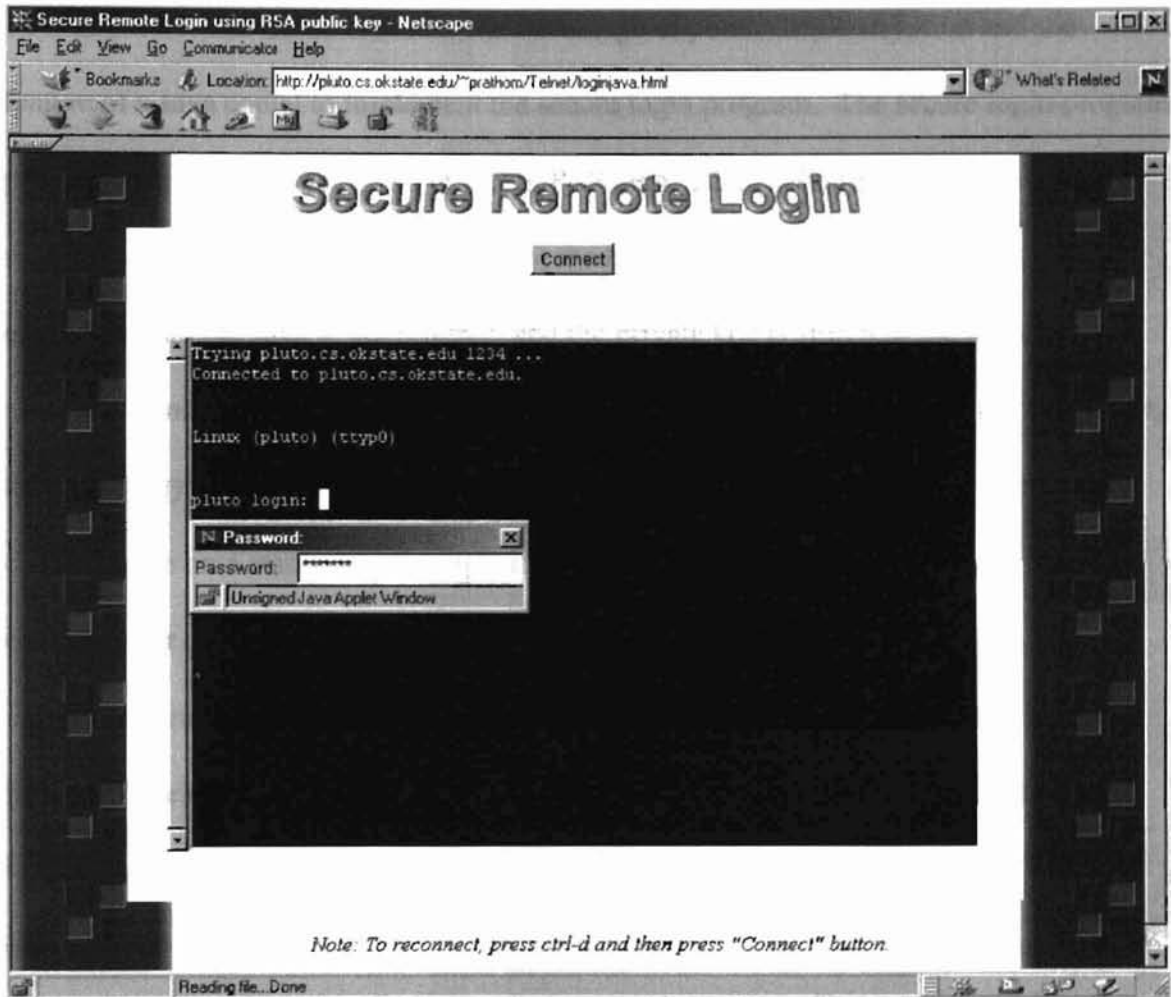 Secure Remote Login using RSA public key - Netscape
File Edit View Go Communicator Help
Bookmarks Location: http://pluto.cs.okstate.edu/~prathom/Telnet/loginjava.html What's Related N
My
Secure Remote Login
Connect
Trying pluto.cs.okstate.edu 1234 ...
Connected to pluto.cs.okstate.edu.
Linux (pluto) (ttyp0)
pluto login:
N Password:
Password: *******
Unsigned Java Applet Window
Note: To reconnect, press ctrl-d and then press "Connect" button.
Reading file...Done